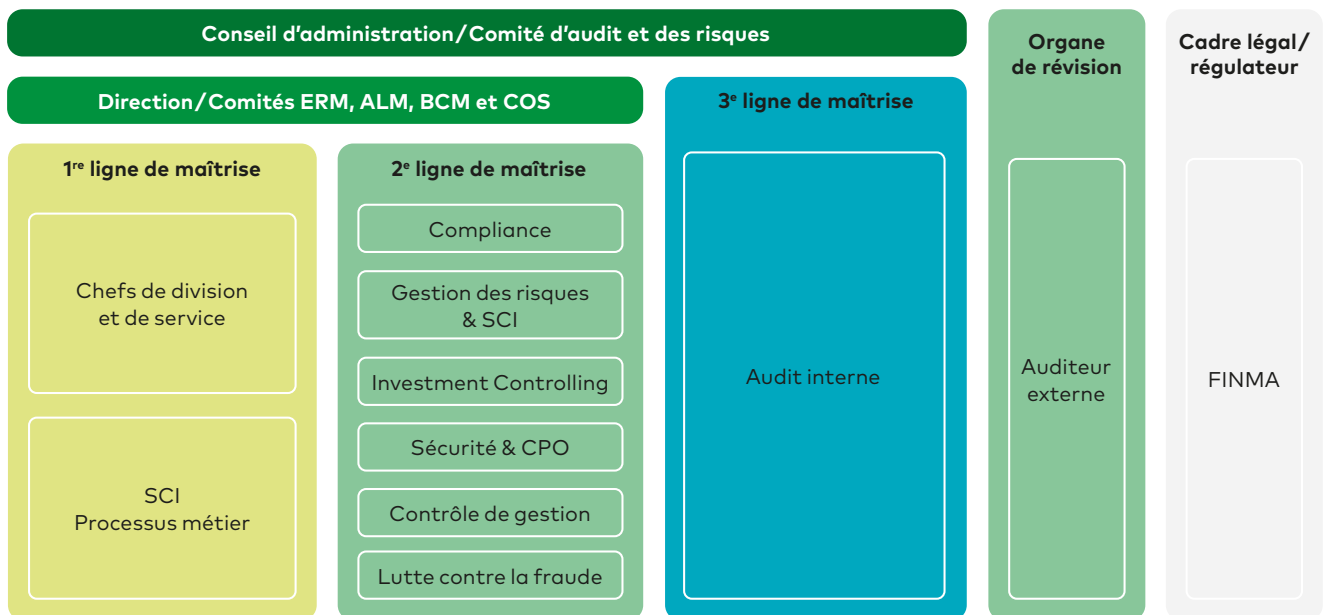 Conseil d'administration/Comité d'audit et des risques
Direction/Comités ERM, ALM, BCM et COS
1re ligne de maîtrise
Chefs de division
et de service
SCI
Processus métier
2e ligne de maîtrise
Compliance
Gestion des risques
& SCI
Investment Controlling
Sécurité & CPO
Contrôle de gestion
Lutte contre la fraude
3e ligne de maîtrise
Audit interne
Organe
de révision
Auditeur
externe
Cadre légal/
régulateur
FINMA